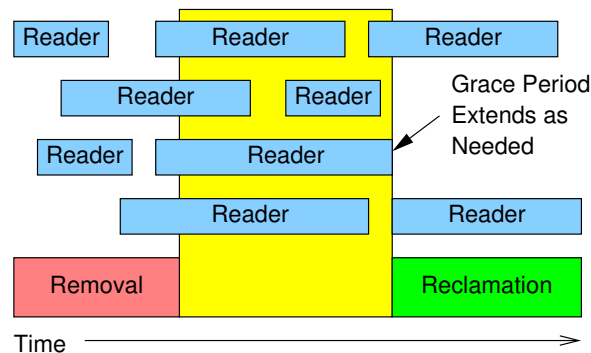 Reader
Reader
Reader
Reader
Reader
Grace Period
Extends as
Needed
Reader
Reader
Reader
Reader
Removal
Reclamation
Time